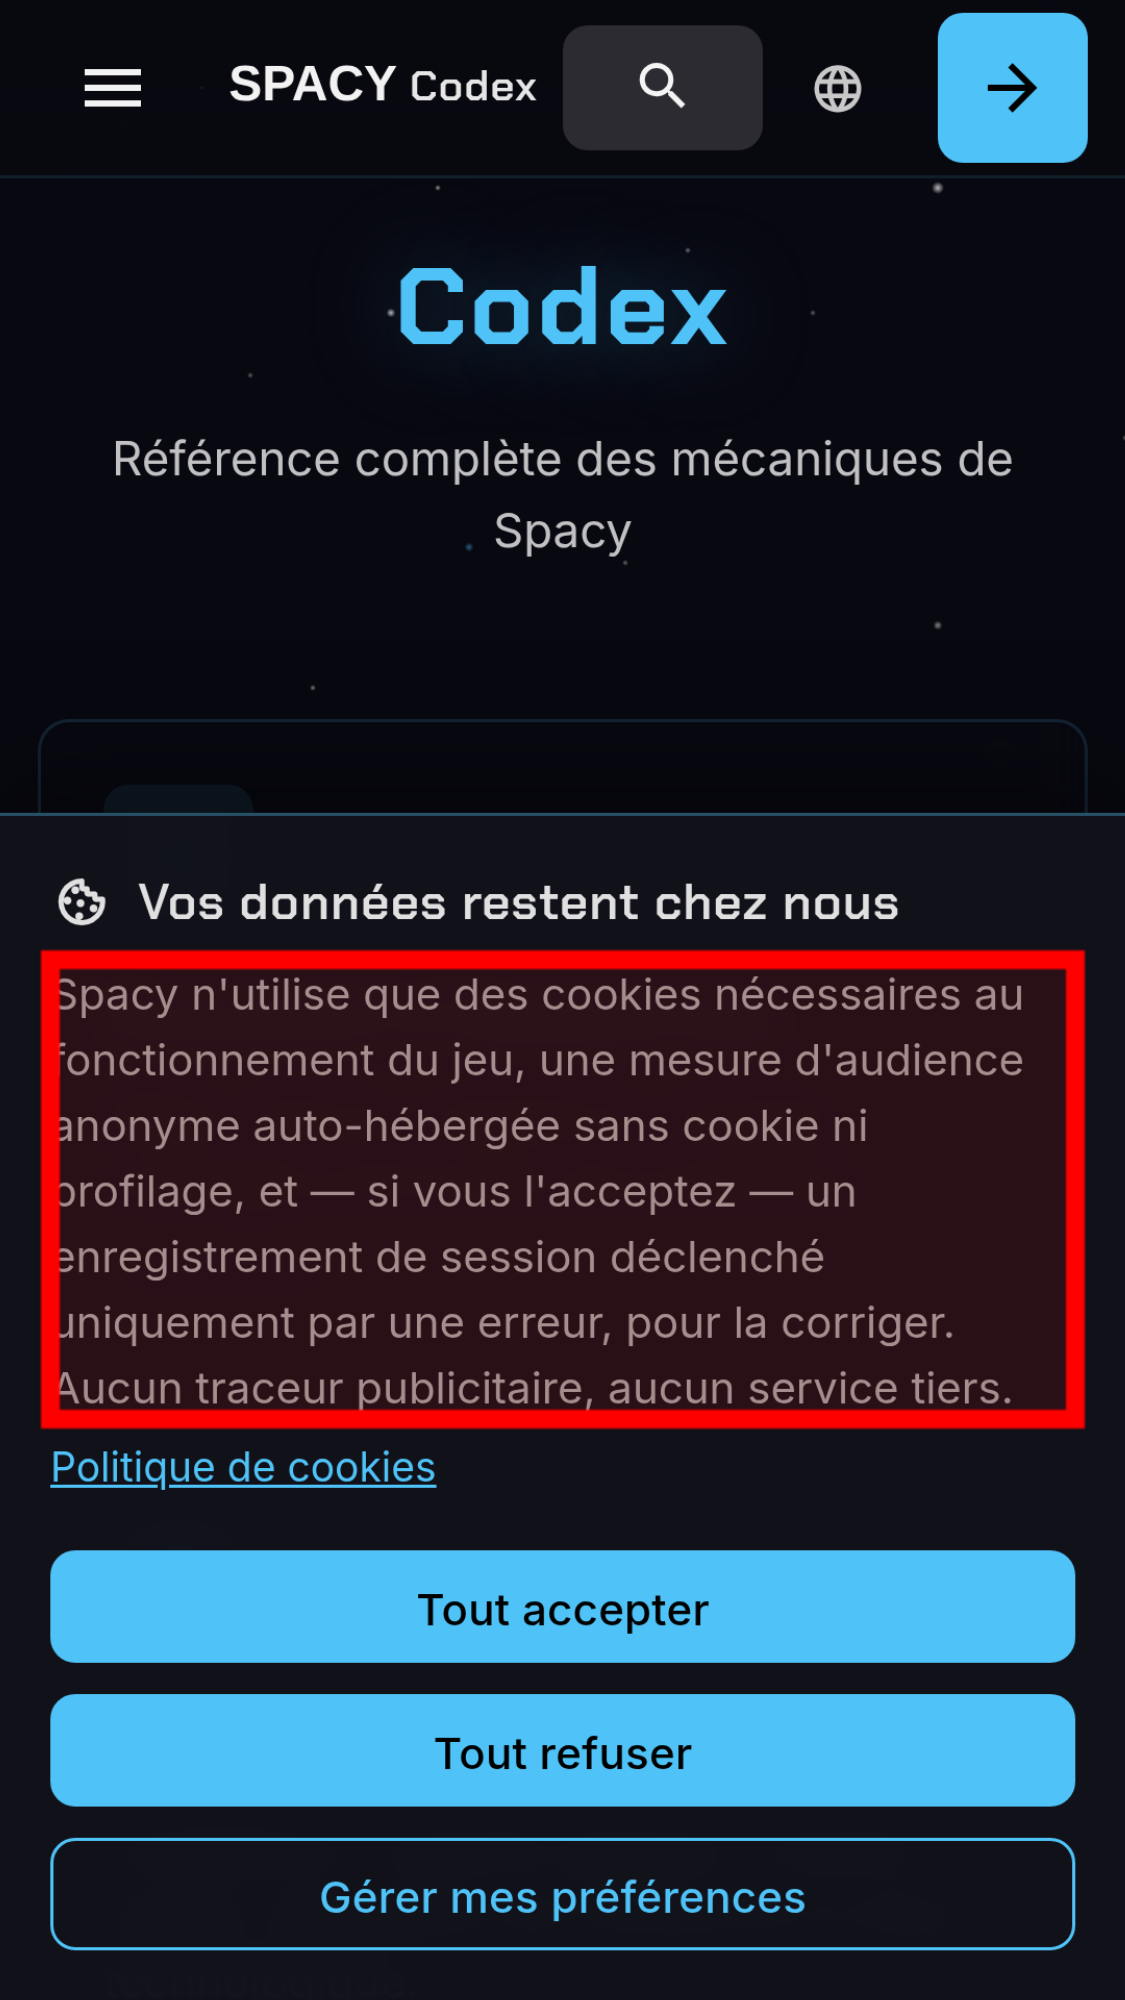 SPACY Codex
Codex
Référence complète des mécaniques de
Spacy
Vos données restent chez nous
Spacy n'utilise que des cookies nécessaires au
fonctionnement du jeu, une mesure d'audience
anonyme auto-hébergée sans cookie ni
profilage, et — si vous l'acceptez — un
enregistrement de session déclenché
uniquement par une erreur, pour la corriger.
Aucun traceur publicitaire, aucun service tiers.
Politique de cookies
Tout accepter
Tout refuser
Gérer mes préférences